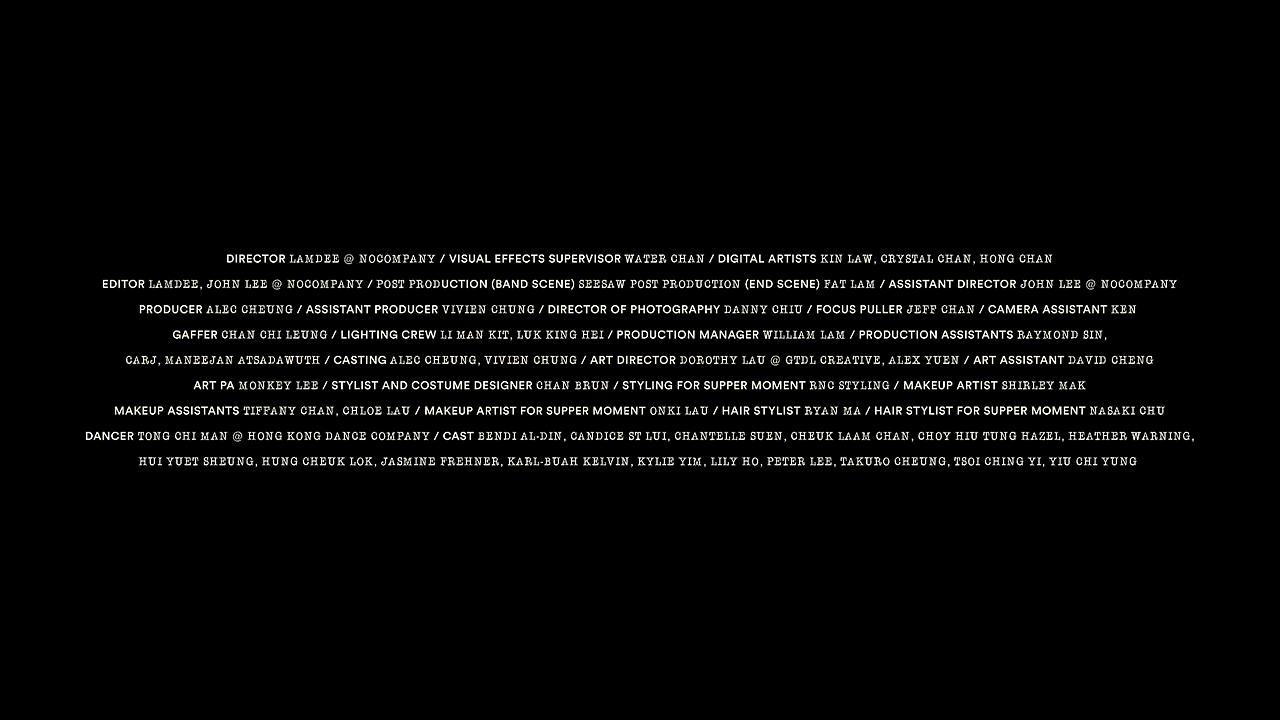 DIRECTOR LAMDEE @ NOCOMPANY / VISUAL EFFECTS SUPERVISOR WATER CHAN / DIGITAL ARTISTS KIN LAW, CRYSTAL CHAN, HONG CHAN
EDITOR LAMDEE, JOHN LEE @ NOCOMPANY / POST PRODUCTION (BAND SCENE) SEESAW POST PRODUCTION (END SCENE) FAT LAM / ASSISTANT DIRECTOR JOHN LEE @ NOCOMPANY
PRODUCER ALEC CHEUNG / ASSISTANT PRODUCER VIVIEN CHUNG / DIRECTOR OF PHOTOGRAPHY DANNY CHIU / FOCUS PULLER JEFF CHAN / CAMERA ASSISTANT KEN
GAFFER CHAN CHI LEUNG / LIGHTING CREW LI MAN KIT, LUK KING HEI / PRODUCTION MANAGER WILLIAM LAM / PRODUCTION ASSISTANTS RAYMOND SIN,
CARJ, MANEEJAN ATSADAWUTH / CASTING ALEC CHEUNG, VIVIEN CHUNG / ART DIRECTOR DOROTHY LAU @ GTDL CREATIVE, ALEX YUEN / ART ASSISTANT DAVID CHENG
ART PA MONKEY LEE / STYLIST AND COSTUME DESIGNER CHAN BRUN / STYLING FOR SUPPER MOMENT RNC STYLING / MAKEUP ARTIST SHIRLEY MAK
MAKEUP ASSISTANTS TIFFANY CHAN, CHLOE LAU / MAKEUP ARTIST FOR SUPPER MOMENT ONKI LAU / HAIR STYLIST RYAN MA / HAIR STYLIST FOR SUPPER MOMENT NASAKI CHU
DANCER TONG CHI MAN @ HONG KONG DANCE COMPANY / CAST BENDI AL-DIN, CANDICE ST LUI, CHANTELLE SUEN, CHEUK LAAM CHAN, CHOY HIU TUNG HAZEL, HEATHER WARNING,
HUI YUET SHEUNG, HUNG CHEUK LOK, JASMINE FREHNER, KARL-BUAH KELVIN, KYLIE YIM, LILY HO, PETER LEE, TAKURO CHEUNG, TSOI CHING YI, YIU CHI YUNG